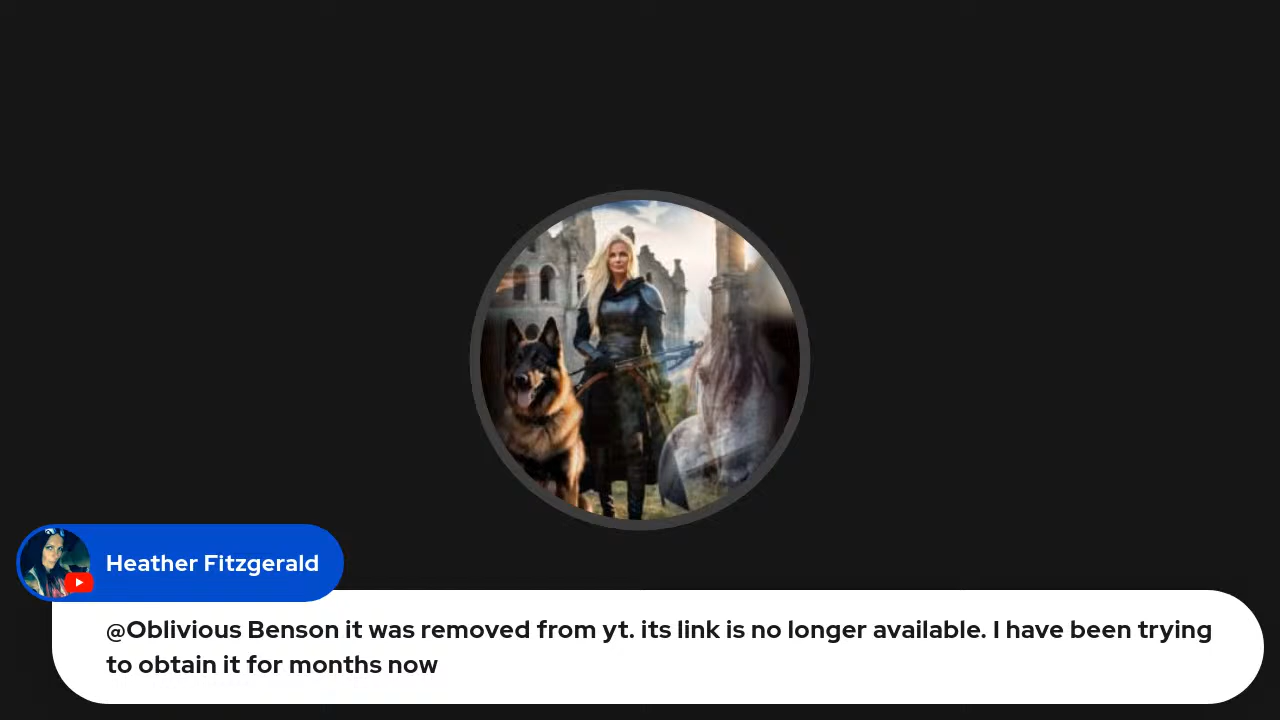 Heather Fitzgerald
@Oblivious Benson it was removed from yt. its link is no longer available. I have been trying
to obtain it for months now